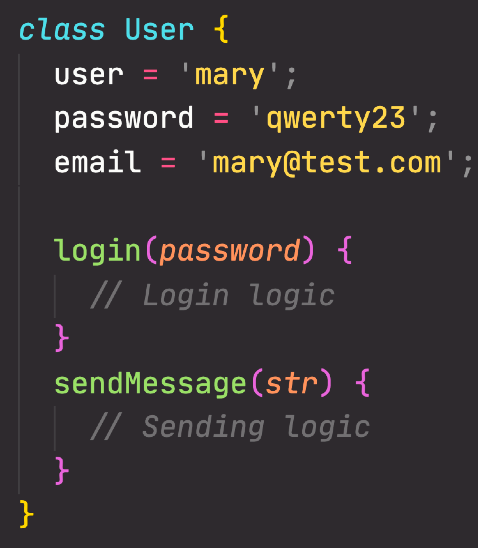 class User {
user = 'mary';
password = 'qwerty23';
email = 'mary@test.com';
login(password) {
// Login logic
}
sendMessage(str) {
// Sending logic
}
}